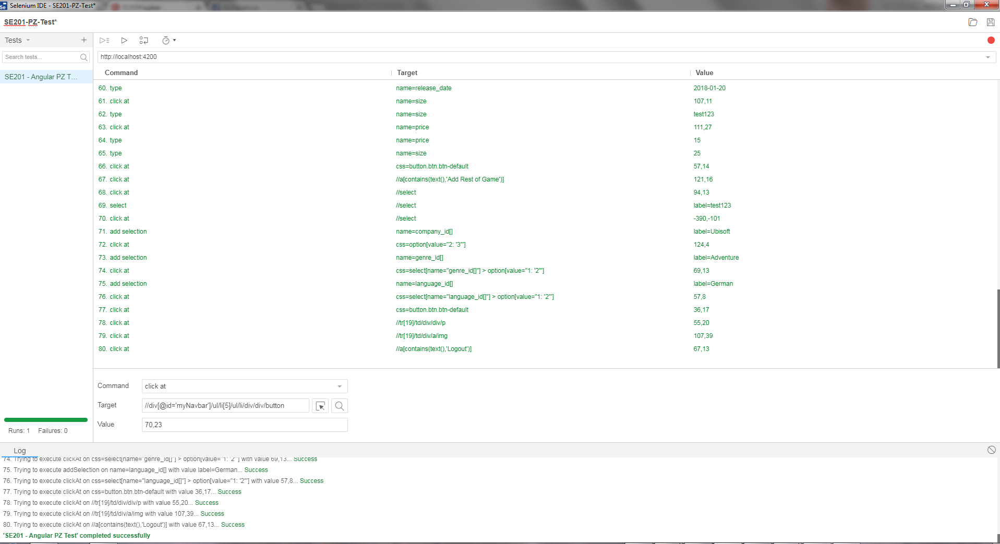 Selenium IDE - SE201-PZ-Test*
SE201-PZ-Test*
Tests
Search tests...
http://localhost:4200
SE201 - Angular PZ T...
Command Target Value
60. type name=release_date 2018-01-20
61. click at name=size 107,11
62. type name=size test123
63. click at name=price 111,27
64. type name=price 15
65. type name=size 25
66. click at css=button.btn.btn-default 57,14
67. click at //a[contains(text(),'Add Rest of Game')] 121,16
68. click at //select 94,13
69. select //select label=test123
70. click at //select -390,-101
71. add selection name=company_id[] label=Ubisoft
72. click at css=option[value="2: '3'"] 124,4
73. add selection name=genre_id[] label=Adventure
74. click at css=select[name="genre_id[]"] > option[value="1: '2'"] 69,13
75. add selection name=language_id[] label=German
76. click at css=select[name="language_id[]"] > option[value="1: '2'"] 57,8
77. click at css=button.btn.btn-default 36,17
78. click at //tr[19]/td/div/div/p 55,20
79. click at //tr[19]/td/div/a/img 107,39
80. click at //a[contains(text(),'Logout')] 67,13
Command click at
Target //div[@id='myNavbar']/ul/li[5]/ul/li/div/div/button
Value 70,23
Runs: 1 Failures: 0
Log
74. Trying to execute clickAt on css=select[name="genre_id[]"] > option[value="1: '2'"] with value 69,13... Success
75. Trying to execute addSelection on name=language_id[] with value label=German... Success
76. Trying to execute clickAt on css=select[name="language_id[]"] > option[value="1: '2'"] with value 57,8... Success
77. Trying to execute clickAt on css=button.btn.btn-default with value 36,17... Success
78. Trying to execute clickAt on //tr[19]/td/div/div/p with value 55,20... Success
79. Trying to execute clickAt on //tr[19]/td/div/a/img with value 107,39... Success
80. Trying to execute clickAt on //a[contains(text(),'Logout')] with value 67,13... Success
'SE201 - Angular PZ Test' completed successfully